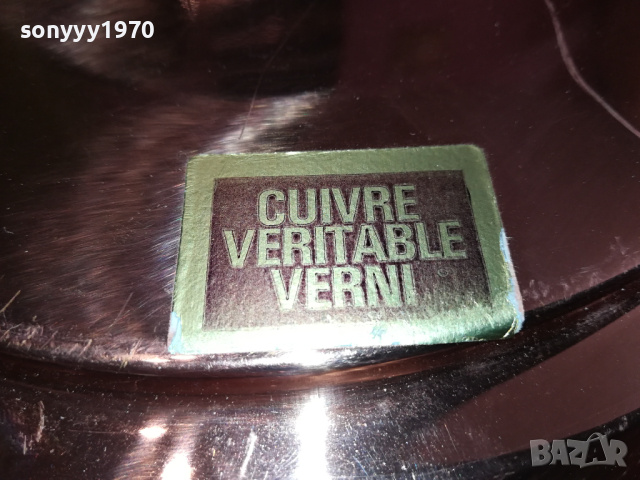 sonyyy1970
CUIVRE
VERITABLE
VERNI
BAZAR